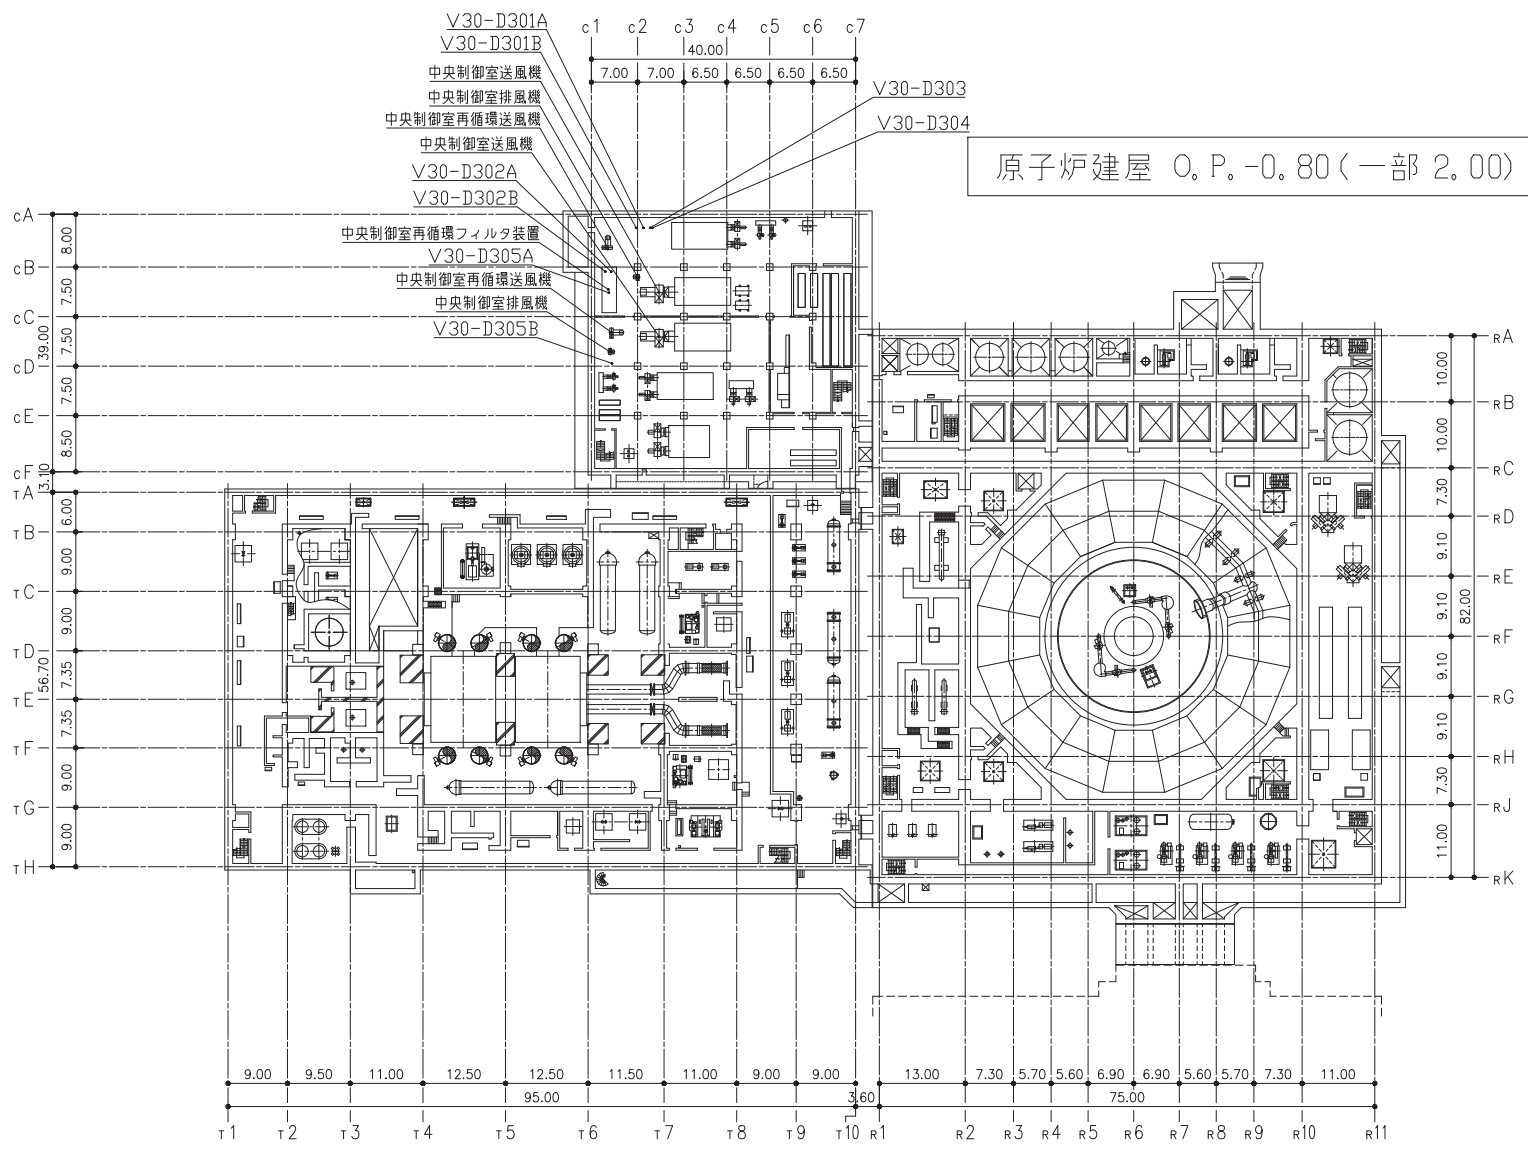 V30-D301A
V30-D301B
中央制御室送風機
中央制御室排風機
中央制御室再循環送風機
中央制御室送風機
V30-D302A
V30-D302B
中央制御室再循環フィルタ装置
V30-D305A
中央制御室再循環送風機
中央制御室排風機
V30-D305B
c1 c2 c3 c4 c5 c6 c7
40.00
7.00 7.00 6.50 6.50 6.50 6.50
V30-D303
V30-D304
原子炉建屋 O.P.-0.80(一部 2.00)
cA
cB
cC
cD
cE
cF
8.00
7.50
7.50
7.50
8.50
39.00
3.10
TA
TB
TC
TD
TE
TF
TG
TH
6.00
9.00
9.00
7.35
7.35
9.00
9.00
56.70
RA
RB
RC
RD
RE
RF
RG
RH
RJ
RK
10.00
10.00
7.30
9.10
9.10
9.10
9.10
7.30
11.00
82.00
9.00 9.50 11.00 12.50 12.50 11.50 11.00 9.00 9.00 13.00 7.30 5.70 5.60 6.90 6.90 5.60 5.70 7.30 11.00
95.00 3.60 75.00
T1 T2 T3 T4 T5 T6 T7 T8 T9 T10 R1 R2 R3 R4 R5 R6 R7 R8 R9 R10 R11